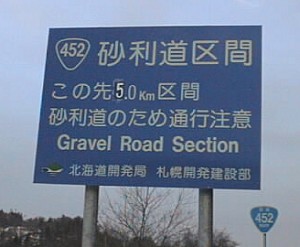 452 砂利道区間
この先5.0Km区間
砂利道のため通行注意
Gravel Road Section
北海道開発局 札幌開発建設部
452